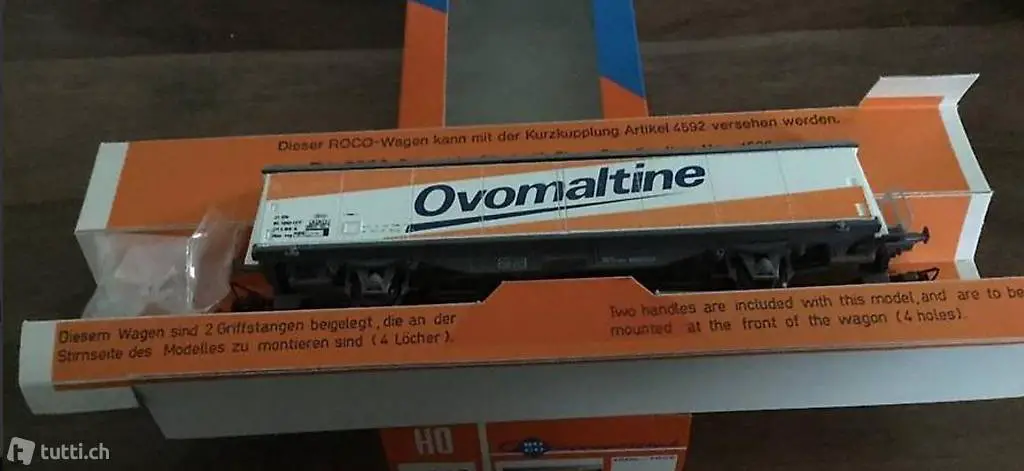 Dieser ROCO-Wagen kann mit der Kurzkupplung Artikel 4592 versehen werden.
Ovomaltine
Diesem Wagen sind 2 Griffstangen beigelegt, die an der
Stirnseite des Modelles zu montieren sind (4 Löcher).
Two handles are included with this model, and are to be
mounted at the front of the wagon (4 holes).
HO
tutti.ch